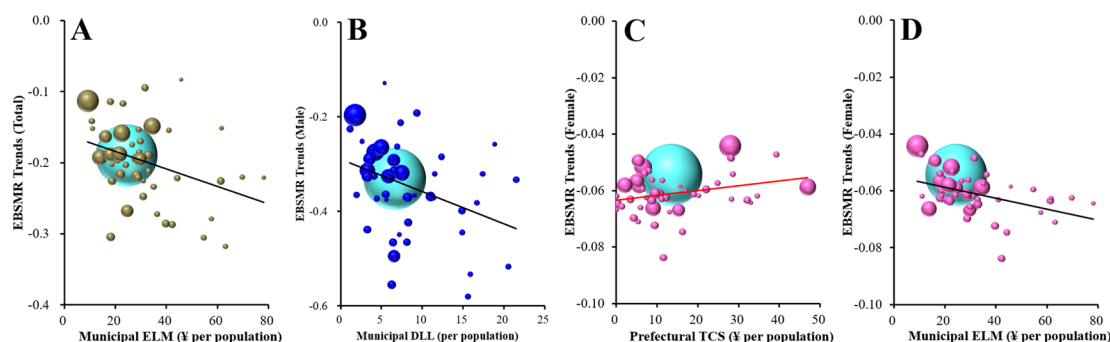 A
EBSMR Trends (Total)
0.0
-0.1
-0.2
-0.3
-0.4
0 20 40 60 80
Municipal ELM (¥ per population)
B
EBSMR Trends (Male)
0.0
-0.2
-0.4
-0.6
0 5 10 15 20 25
Municipal DLL (per population)
C
EBSMR Trends (Female)
0.00
-0.02
-0.04
-0.06
-0.08
-0.10
0 10 20 30 40 50
Prefectural TCS (¥ per population)
D
EBSMR Trends (Female)
0.00
-0.02
-0.04
-0.06
-0.08
-0.10
0 20 40 60 80
Municipal ELM (¥ per population)